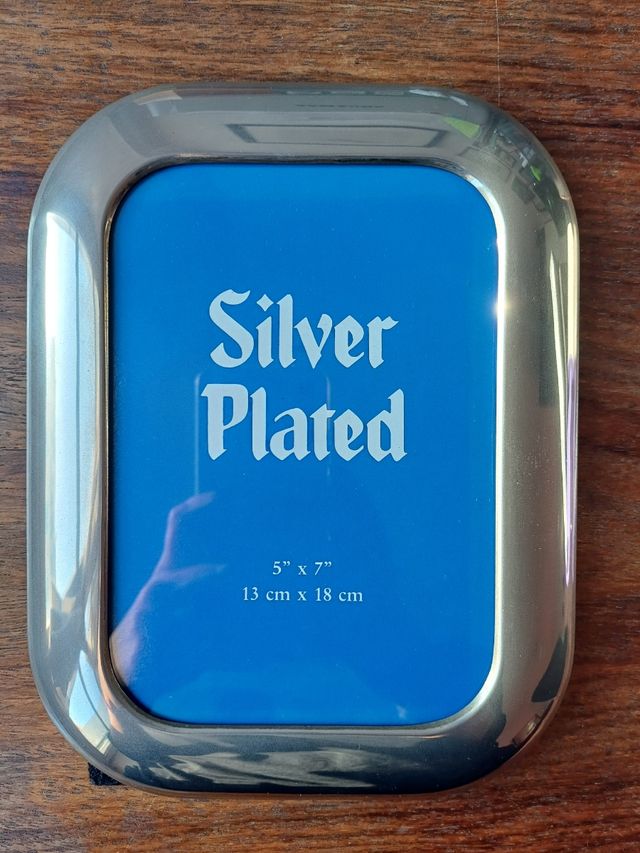 Silver
Plated
5” x 7”
13 cm x 18 cm